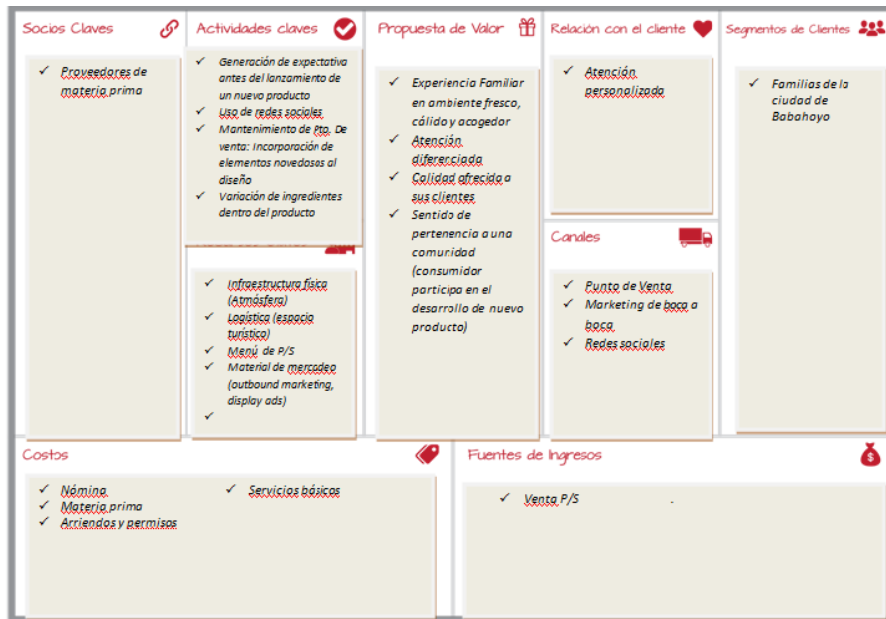 Socios Claves
✓ Proveedores de
materia prima
Actividades claves
✓ Generación de expectativa
antes del lanzamiento de
un nuevo producto
✓ Uso de redes sociales
✓ Mantenimiento de Pto. De
venta: Incorporación de
elementos novedosos al
diseño
✓ Variación de ingredientes
dentro del producto
✓ Infraestructura física
(Atmósfera)
✓ Logística (espacio
turístico)
✓ Menú de P/S
✓ Material de mercadeo
(outbound marketing,
display ads)
✓
Propuesta de Valor
✓ Experiencia Familiar
en ambiente fresco,
cálido y acogedor
✓ Atención
diferenciada
✓ Calidad ofrecida a
sus clientes
✓ Sentido de
pertenencia a una
comunidad
(consumidor
participa en el
desarrollo de nuevo
producto)
Relación con el cliente
✓ Atención
personalizada
Canales
✓ Punto de Venta
✓ Marketing de boca a
boca
✓ Redes sociales
Segmentos de Clientes
✓ Familias de la
ciudad de
Babahoyo
Costos
✓ Nómina
✓ Materia prima
✓ Arriendos y permisos
✓ Servicios básicos
Fuentes de Ingresos
$
✓ Venta P/S .